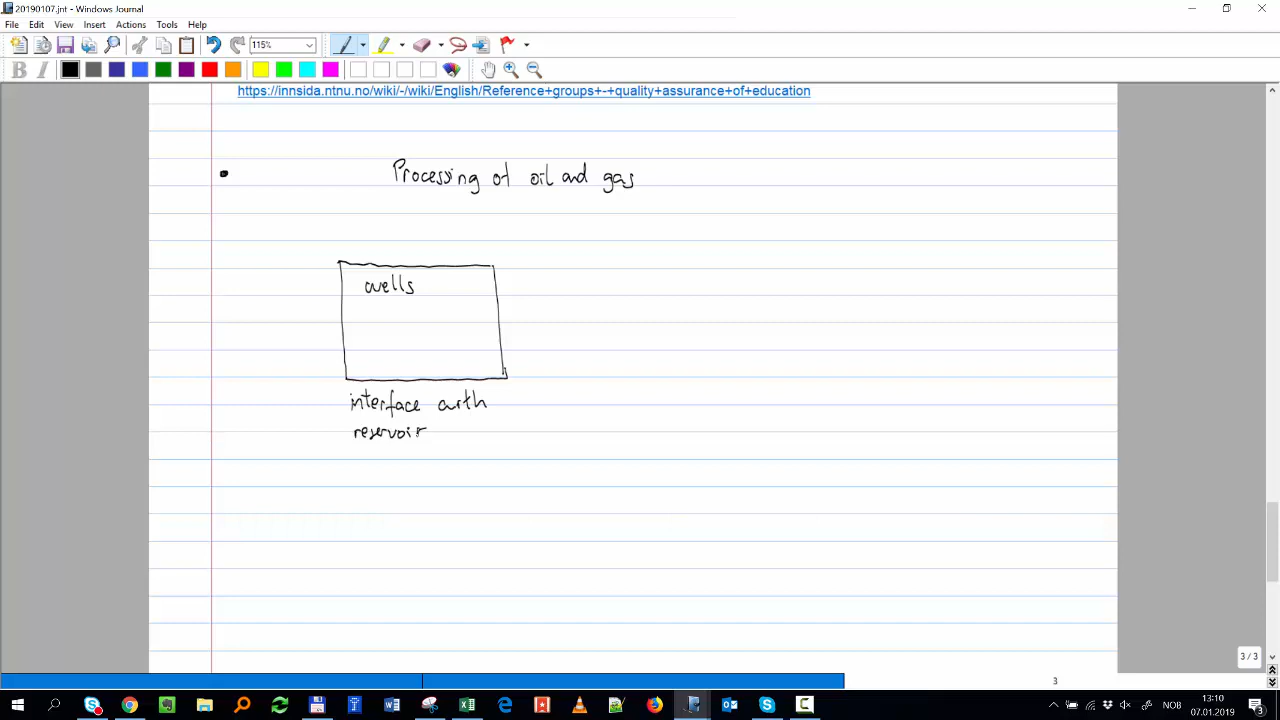 20190107.jnt - Windows Journal
File Edit View Insert Actions Tools Help
115%
B I
https://innsida.ntnu.no/wiki/-/wiki/English/Reference+groups+-+quality+assurance+of+education
Processing of oil and gas
wells
interface with
reservoir
3 / 3
3
13:10
NOB
07.01.2019
3